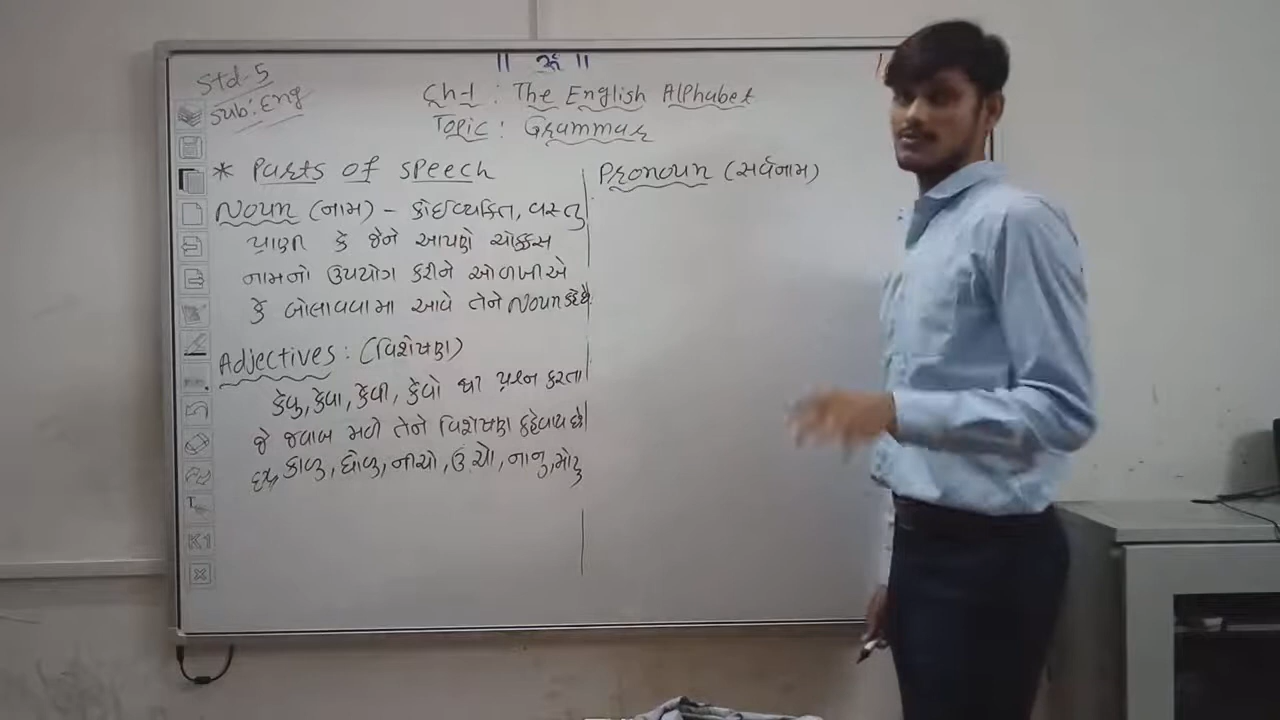 || ૐ ||
Std-5
Sub: Eng
Ch-1 : The English Alphabet
Topic : Grammar
* Parts of speech
Noun (નામ) - કોઈ વ્યકિત, વસ્તુ
પ્રાણી કે જેને આપણે ચોક્કસ
નામનો ઉપયોગ કરીને ઓળખીએ
કે બોલાવવામા આવે તેને Noun કહે છે
Adjectives : (વિશેષણ)
કેવુ, કેવા, કેવી, કેવો થી પ્રશ્ન કરતા
જે જવાબ મળે તેને વિશેષણ કહેવાય છે
કાળુ, ધોળુ, નીચો, ઉંચો, નાનુ, મોટુ
Pronoun (સર્વનામ)
T
K1